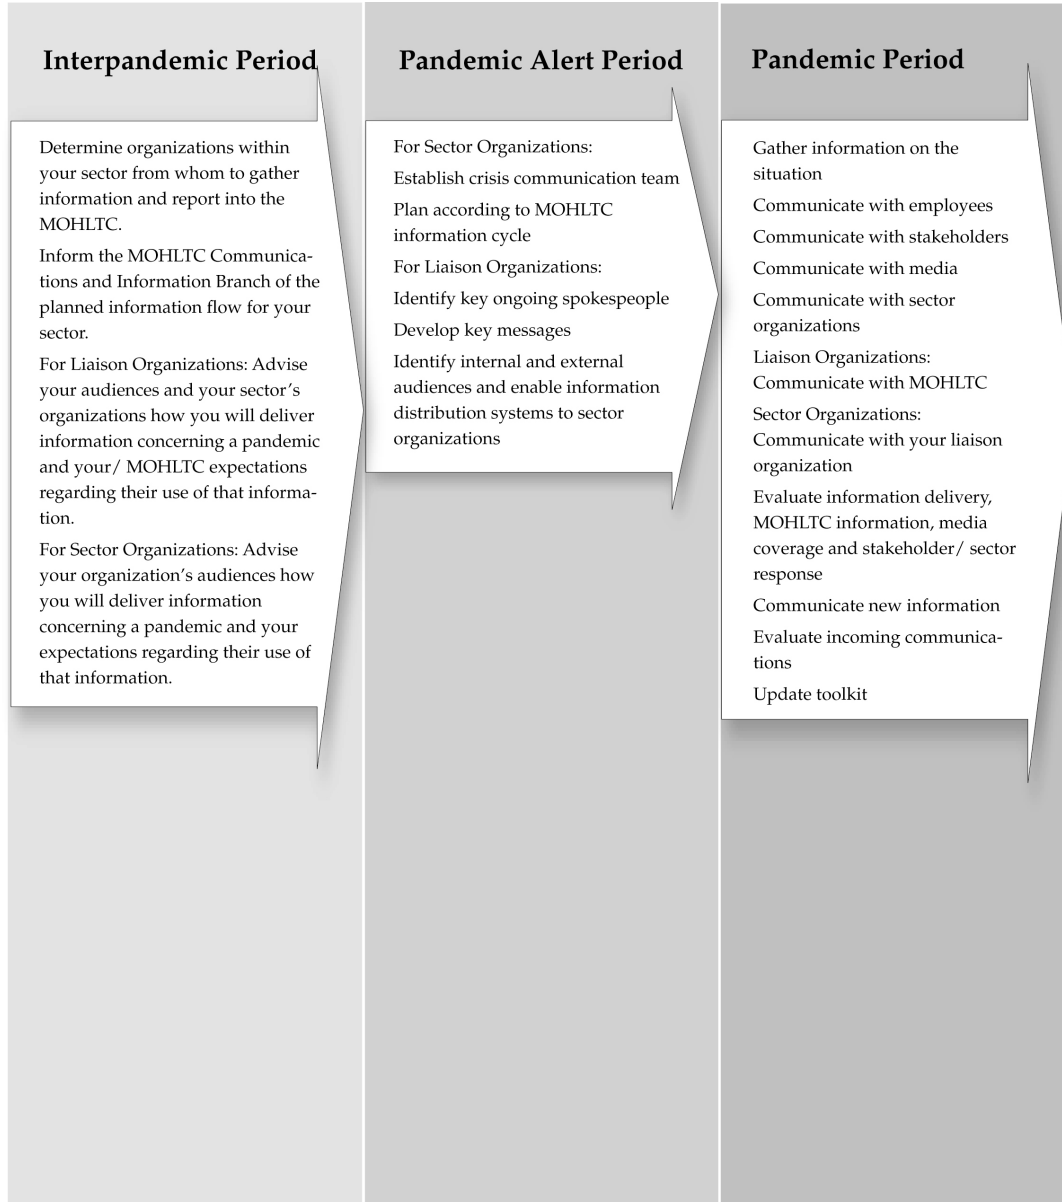 Interpandemic Period
Determine organizations within
your sector from whom to gather
information and report into the
MOHLTC.
Inform the MOHLTC Communica-
tions and Information Branch of the
planned information flow for your
sector.
For Liaison Organizations: Advise
your audiences and your sector's
organizations how you will deliver
information concerning a pandemic
and your/ MOHLTC expectations
regarding their use of that informa-
tion.
For Sector Organizations: Advise
your organization's audiences how
you will deliver information
concerning a pandemic and your
expectations regarding their use of
that information.
Pandemic Alert Period
For Sector Organizations:
Establish crisis communication team
Plan according to MOHLTC
information cycle
For Liaison Organizations:
Identify key ongoing spokespeople
Develop key messages
Identify internal and external
audiences and enable information
distribution systems to sector
organizations
Pandemic Period
Gather information on the
situation
Communicate with employees
Communicate with stakeholders
Communicate with media
Communicate with sector
organizations
Liaison Organizations:
Communicate with MOHLTC
Sector Organizations:
Communicate with your liaison
organization
Evaluate information delivery,
MOHLTC information, media
coverage and stakeholder/ sector
response
Communicate new information
Evaluate incoming communica-
tions
Update toolkit